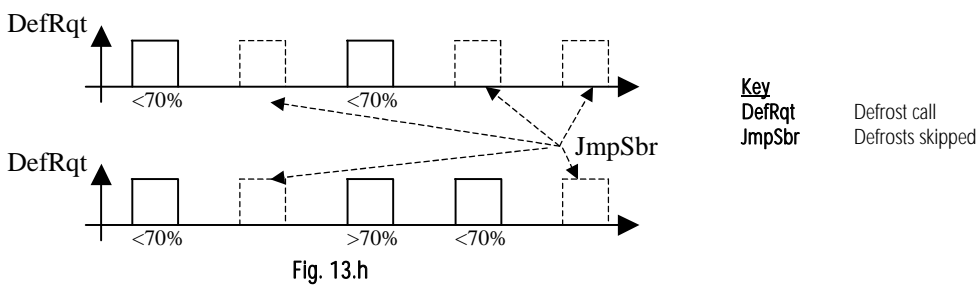 DefRqt
<70%
<70%
JmpSbr
DefRqt
<70%
>70%
<70%
Fig. 13.h
Key
DefRqt Defrost call
JmpSbr Defrosts skipped